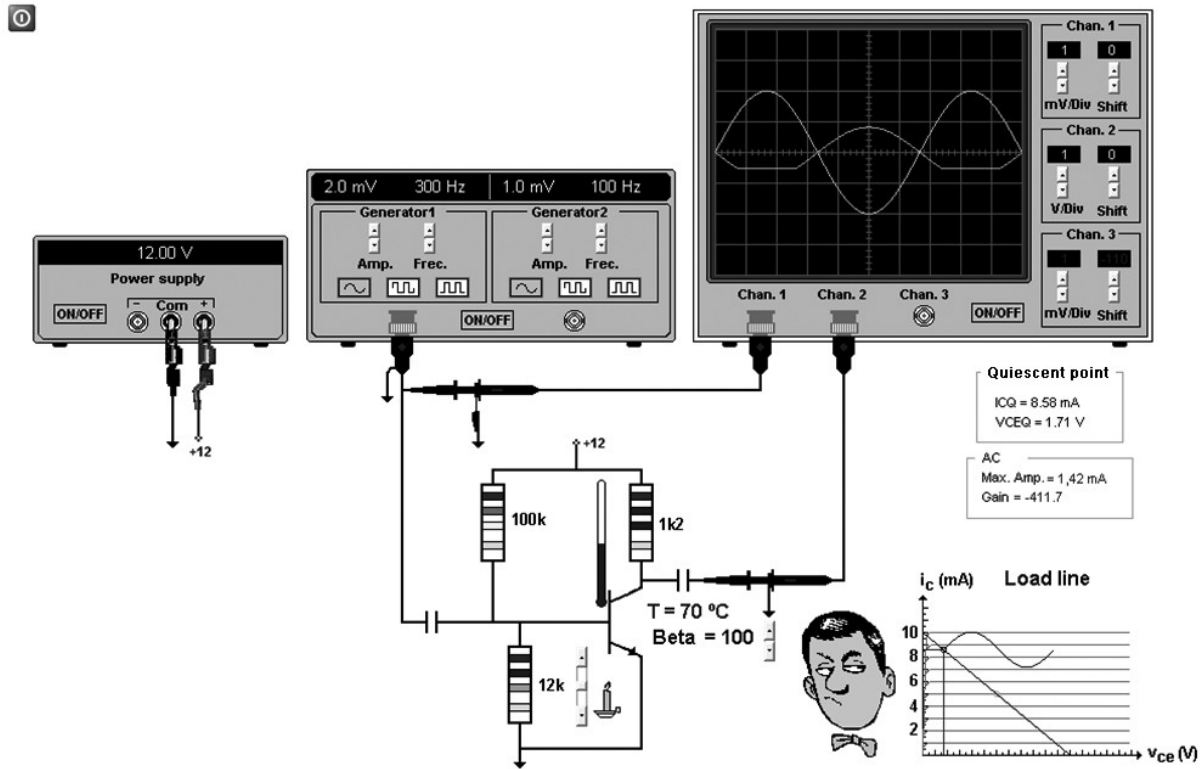 Chan. 1
1 0
mV/Div Shift
Chan. 2
1 0
V/Div Shift
Chan. 3
1 -110
mV/Div Shift
Chan. 1 Chan. 2 Chan. 3
ON/OFF
2.0 mV 300 Hz 1.0 mV 100 Hz
Generator1 Generator2
Amp. Frec. Amp. Frec.
ON/OFF
12.00 V
Power supply
ON/OFF
- Com +
+12
Quiescent point
ICQ = 8.58 mA
VCEQ = 1.71 V
AC
Max. Amp. = 1,42 mA
Gain = -411.7
+12
100k
1k2
T = 70 ºC
Beta = 100
12k
ic (mA) Load line
10
8
6
4
2
vce (V)